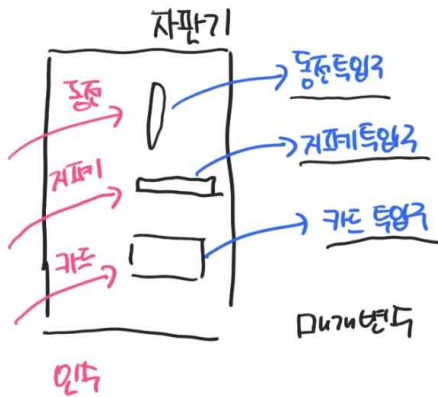 자판기
동전
동전투입구
지폐
지폐투입구
카드
카드 투입구
매개변수
인수